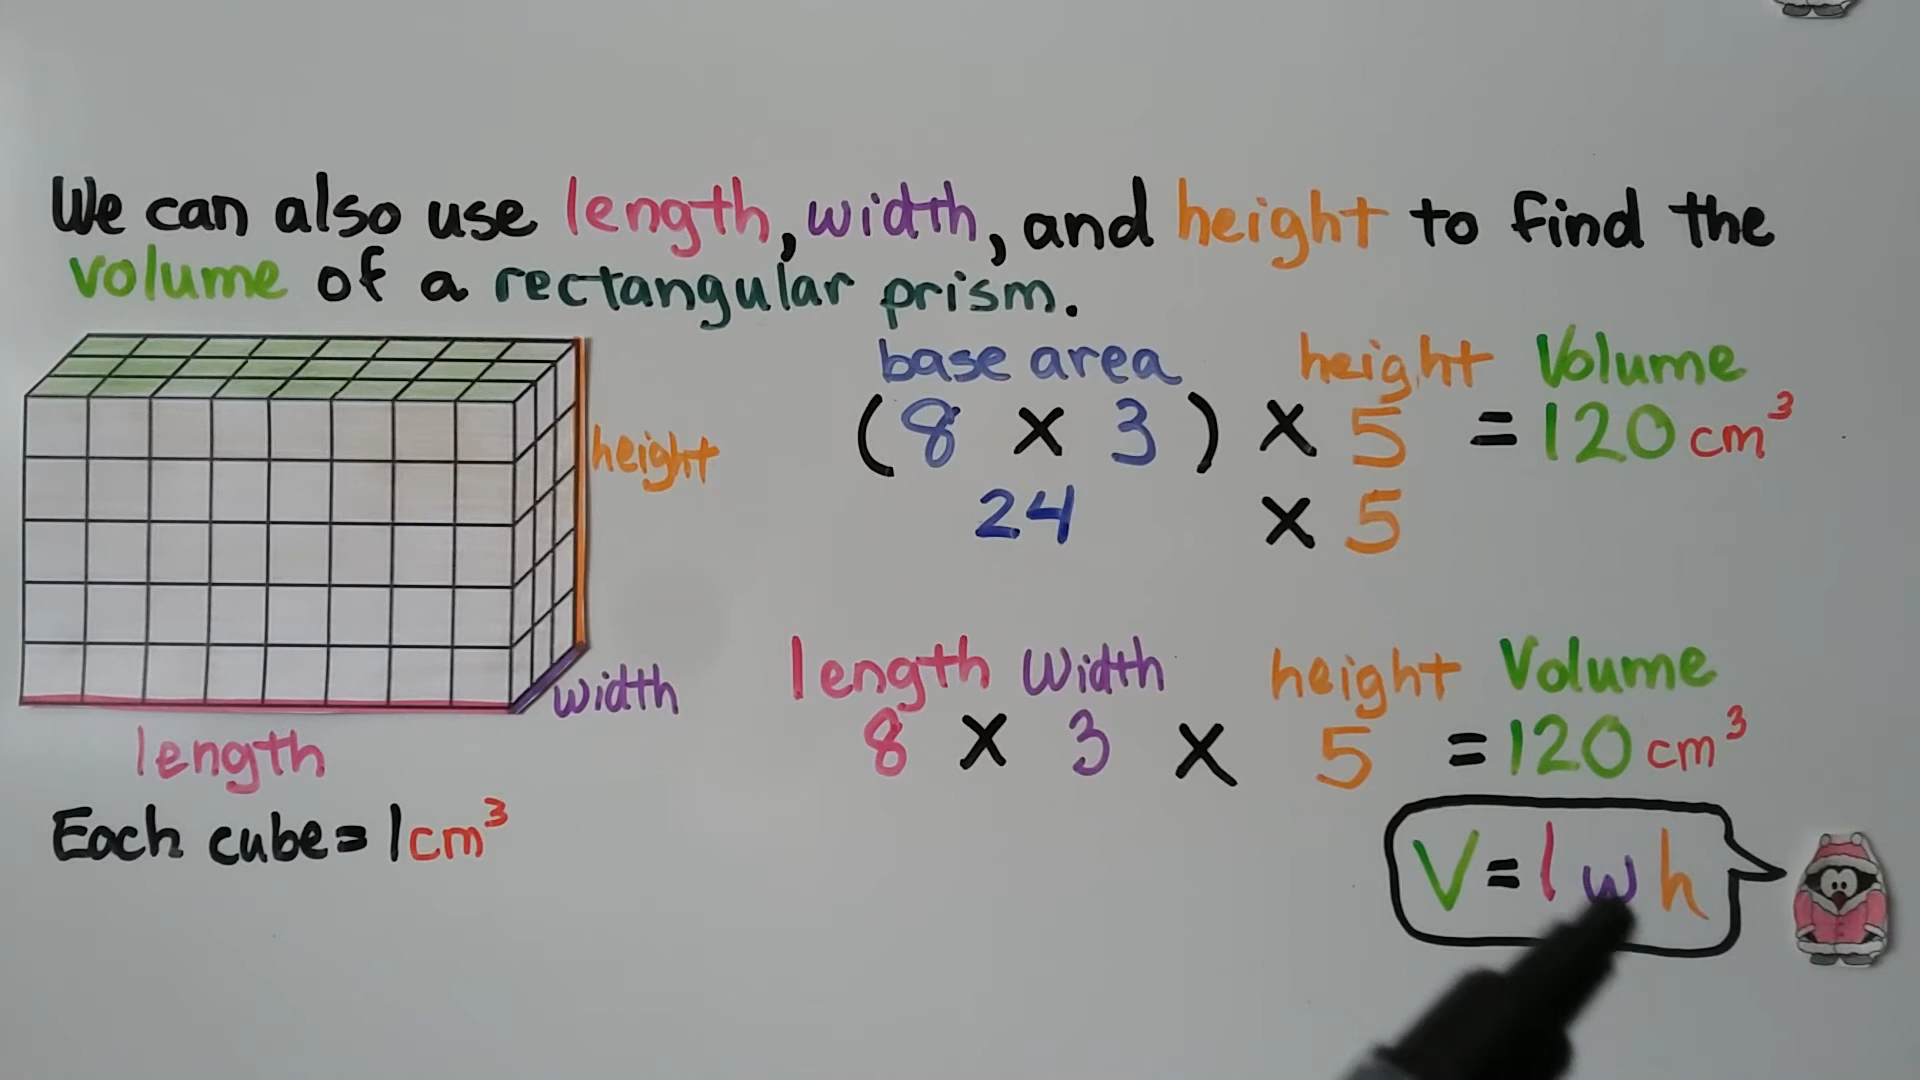 We can also use length, width, and height to find the
volume of a rectangular prism.
height
width
length
Each cube = 1 cm³
base area height Volume
(8 × 3) × 5 = 120 cm³
24 × 5
length width height Volume
8 × 3 × 5 = 120 cm³
V = l w h